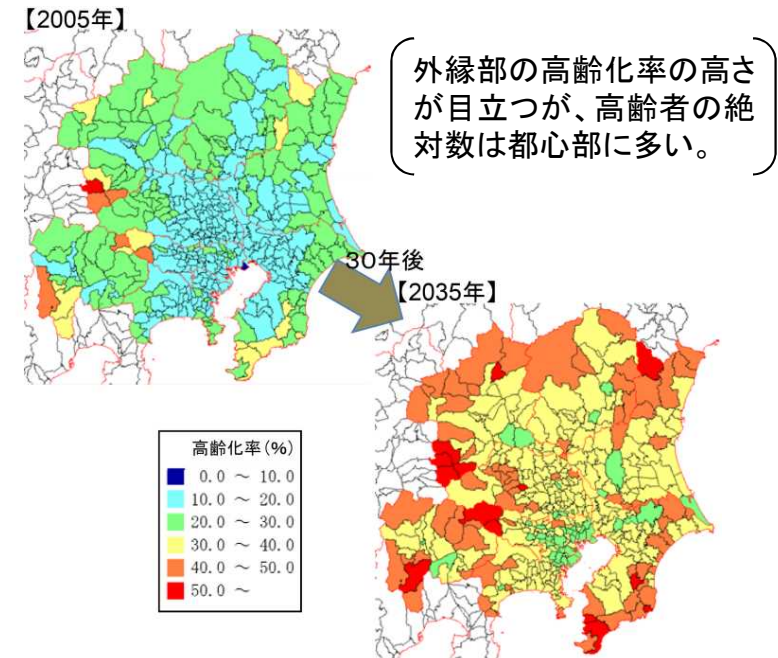 【2005年】
外縁部の高齢化率の高さ
が目立つが、高齢者の絶
対数は都心部に多い。
30年後
【2035年】
高齢化率(%)
0.0 ～ 10.0
10.0 ～ 20.0
20.0 ～ 30.0
30.0 ～ 40.0
40.0 ～ 50.0
50.0 ～